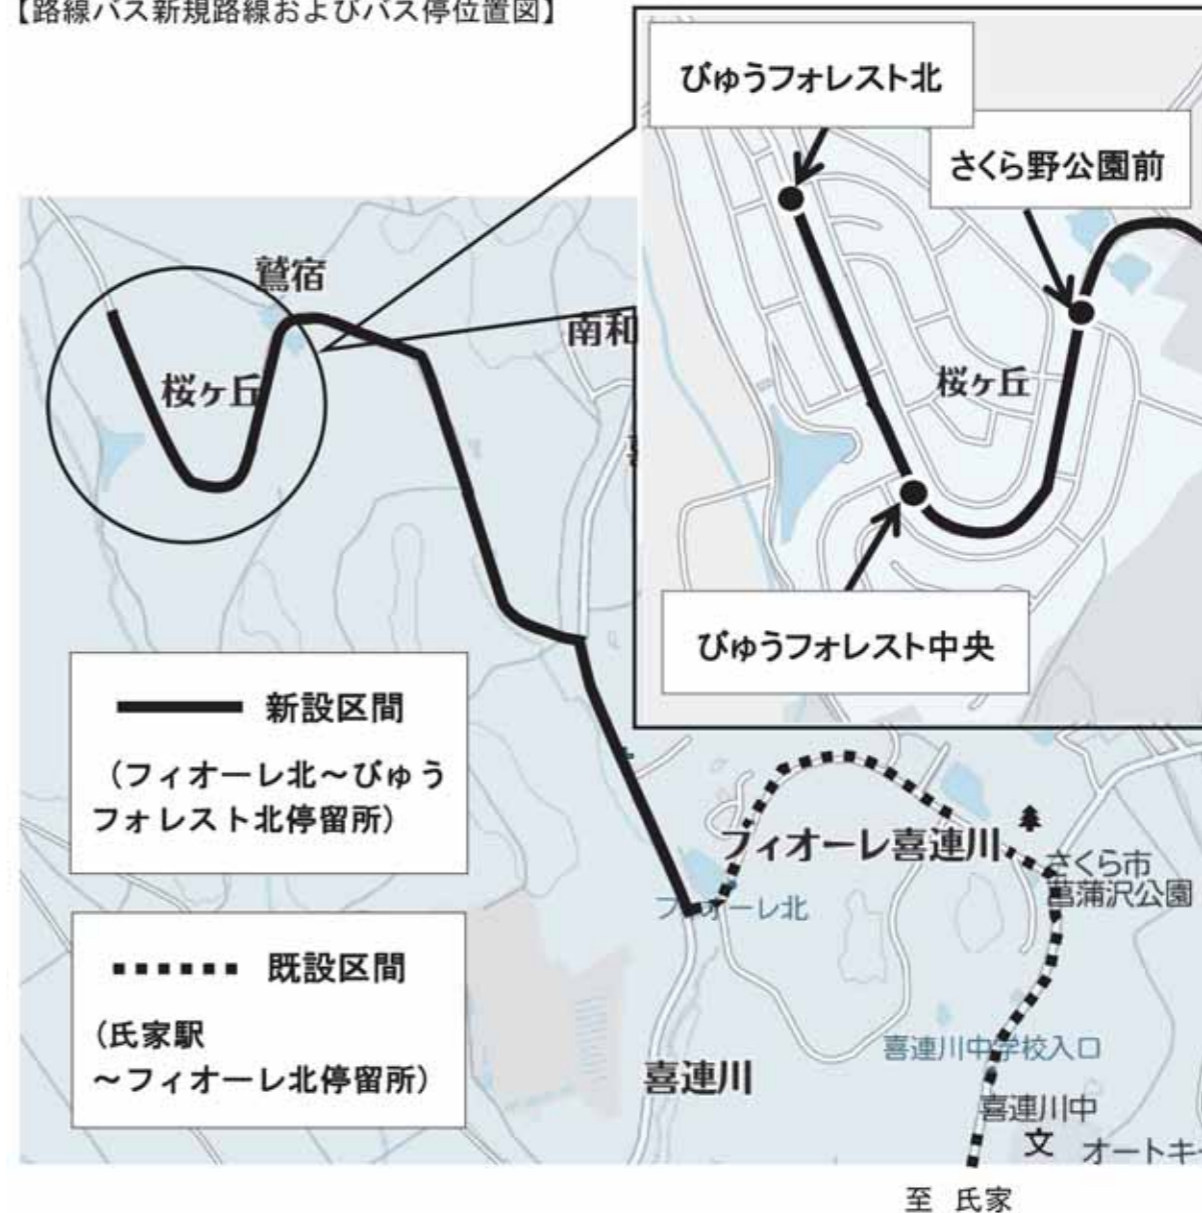 【路線バス新規路線およびバス停位置図】
びゅうフォレスト北
さくら野公園前
鷲宿
南和
桜ヶ丘
桜ヶ丘
びゅうフォレスト中央
新設区間
（フィオーレ北～びゅう
フォレスト北停留所）
フィオーレ喜連川
さくら市
菖蒲沢公園
フィオーレ北
既設区間
（氏家駅
～フィオーレ北停留所）
喜連川中学校入口
喜連川
喜連川中
文
オートキ
至 氏家